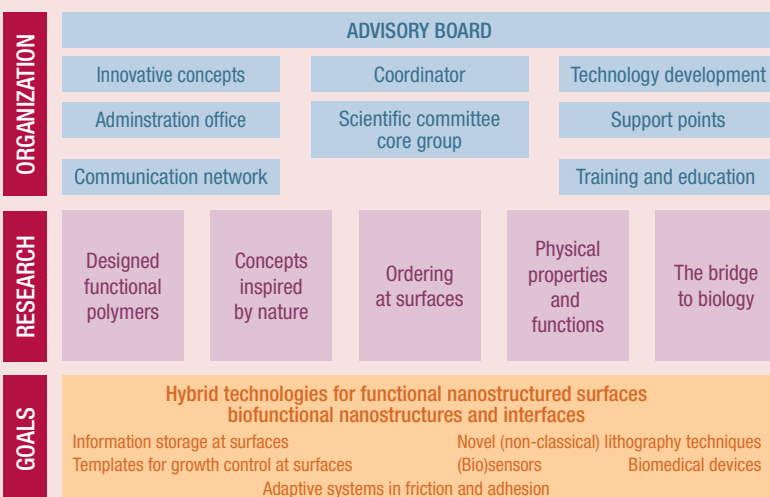 ORGANIZATION
ADVISORY BOARD
Innovative concepts
Coordinator
Technology development
Adminstration office
Scientific committee
core group
Support points
Communication network
Training and education
RESEARCH
Designed
functional
polymers
Concepts
inspired
by nature
Ordering
at surfaces
Physical
properties
and
functions
The bridge
to biology
GOALS
Hybrid technologies for functional nanostructured surfaces
biofunctional nanostructures and interfaces
Information storage at surfaces
Novel (non-classical) lithography techniques
Templates for growth control at surfaces
(Bio)sensors
Biomedical devices
Adaptive systems in friction and adhesion